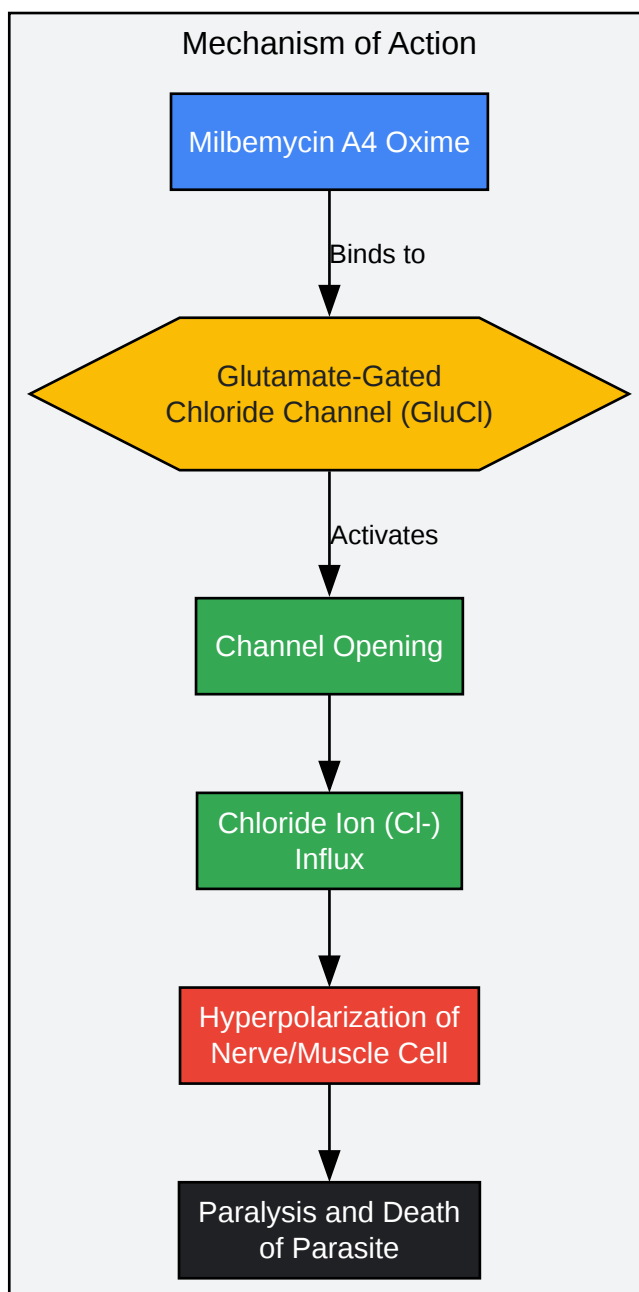 Mechanism of Action
Milbemycin A4 Oxime
Binds to
Glutamate-Gated
Chloride Channel (GluCl)
Activates
Channel Opening
Chloride Ion (Cl-)
Influx
Hyperpolarization of
Nerve/Muscle Cell
Paralysis and Death
of Parasite